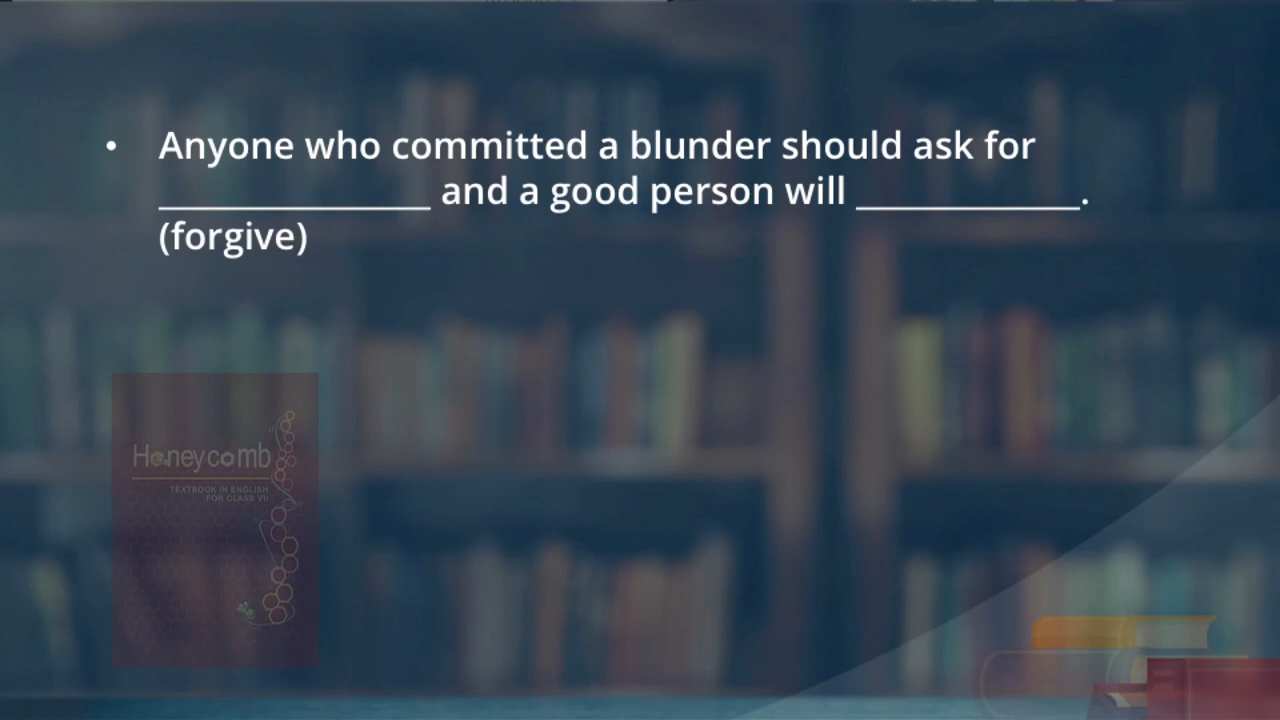 • Anyone who committed a blunder should ask for
_______________ and a good person will ____________.
(forgive)
Honeycomb
TEXTBOOK IN ENGLISH
FOR CLASS VII